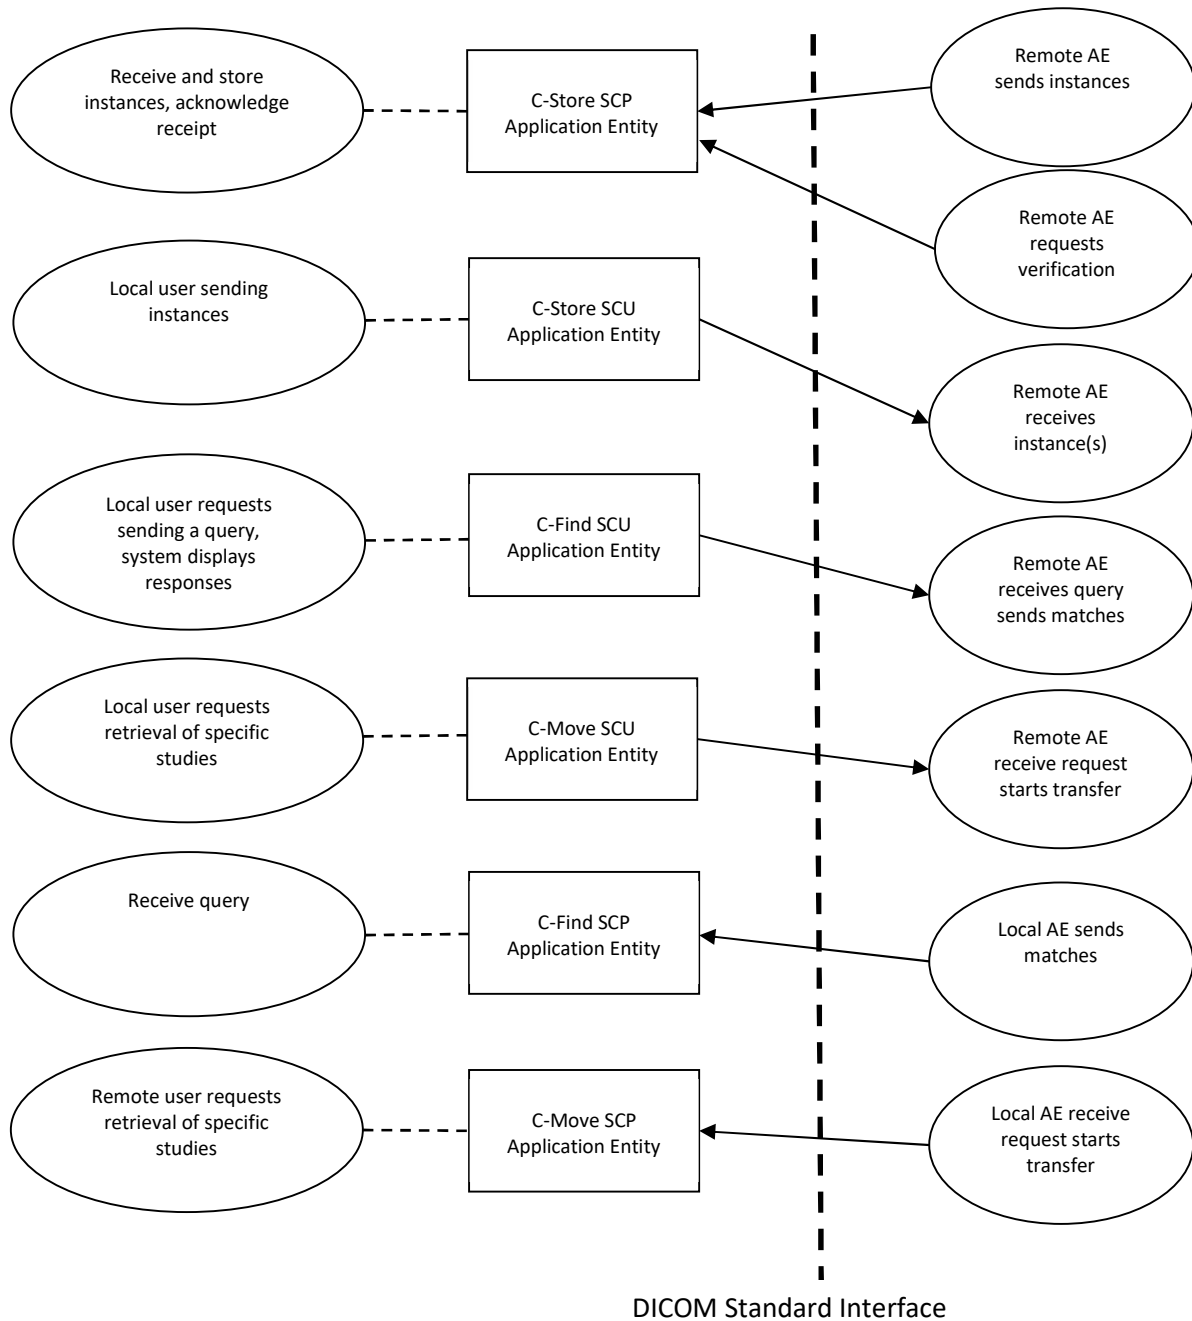 Receive and store
instances, acknowledge
receipt
C-Store SCP
Application Entity
Remote AE
sends instances
Remote AE
requests
verification
Local user sending
instances
C-Store SCU
Application Entity
Remote AE
receives
instance(s)
Local user requests
sending a query,
system displays
responses
C-Find SCU
Application Entity
Remote AE
receives query
sends matches
Local user requests
retrieval of specific
studies
C-Move SCU
Application Entity
Remote AE
receive request
starts transfer
Receive query
C-Find SCP
Application Entity
Local AE sends
matches
Remote user requests
retrieval of specific
studies
C-Move SCP
Application Entity
Local AE receive
request starts
transfer
DICOM Standard Interface